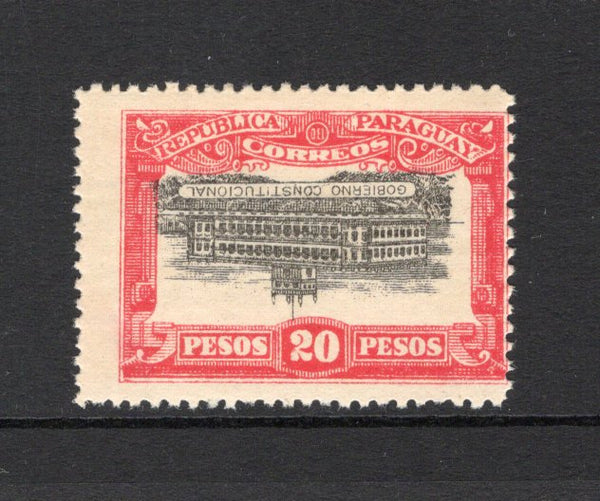 REPUBLICA DEL PARAGUAY
CORREOS
GOBIERNO CONSTITUCIONAL
PESOS 20 PESOS